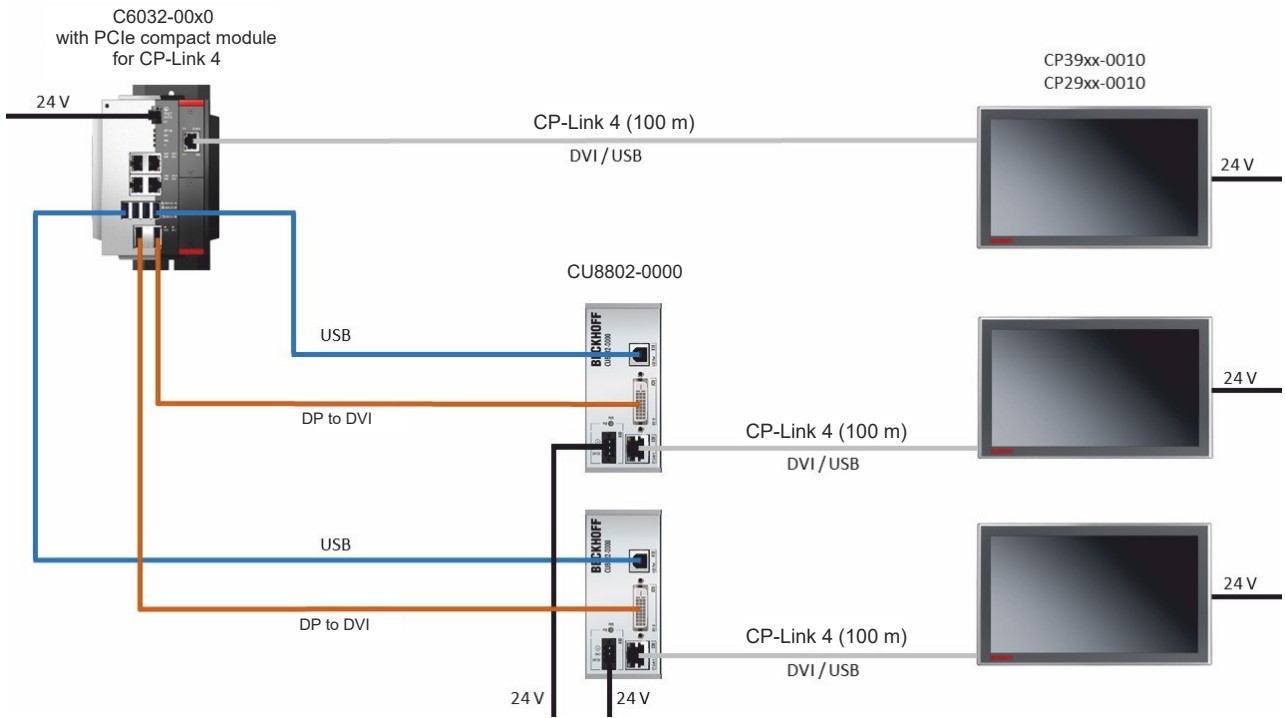 C6032-00x0
with PCIe compact module
for CP-Link 4
24 V
CP39xx-0010
CP29xx-0010
CP-Link 4 (100 m)
DVI / USB
24 V
CU8802-0000
BECKHOFF
USB
DP to DVI
CP-Link 4 (100 m)
DVI / USB
24 V
BECKHOFF
USB
DP to DVI
CP-Link 4 (100 m)
DVI / USB
24 V
24 V
24 V